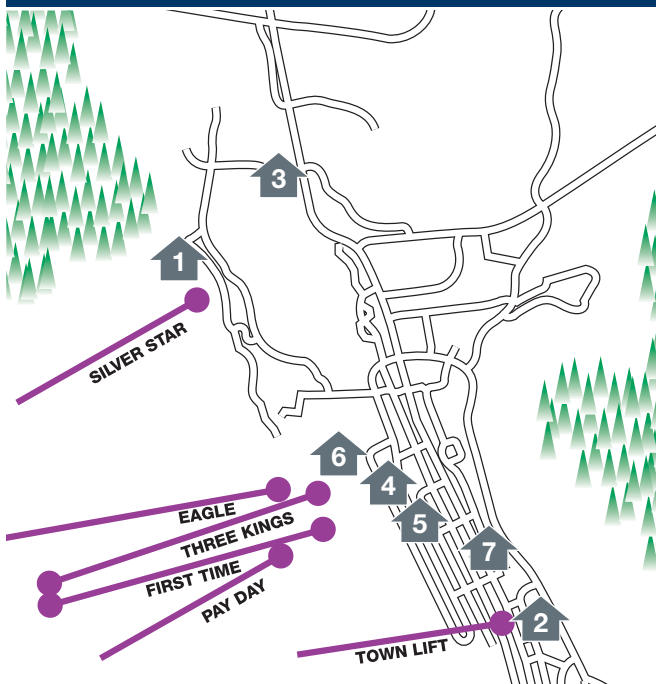 3
1
SILVER STAR
6
4
EAGLE
5
THREE KINGS
7
FIRST TIME
PAY DAY
2
TOWN LIFT